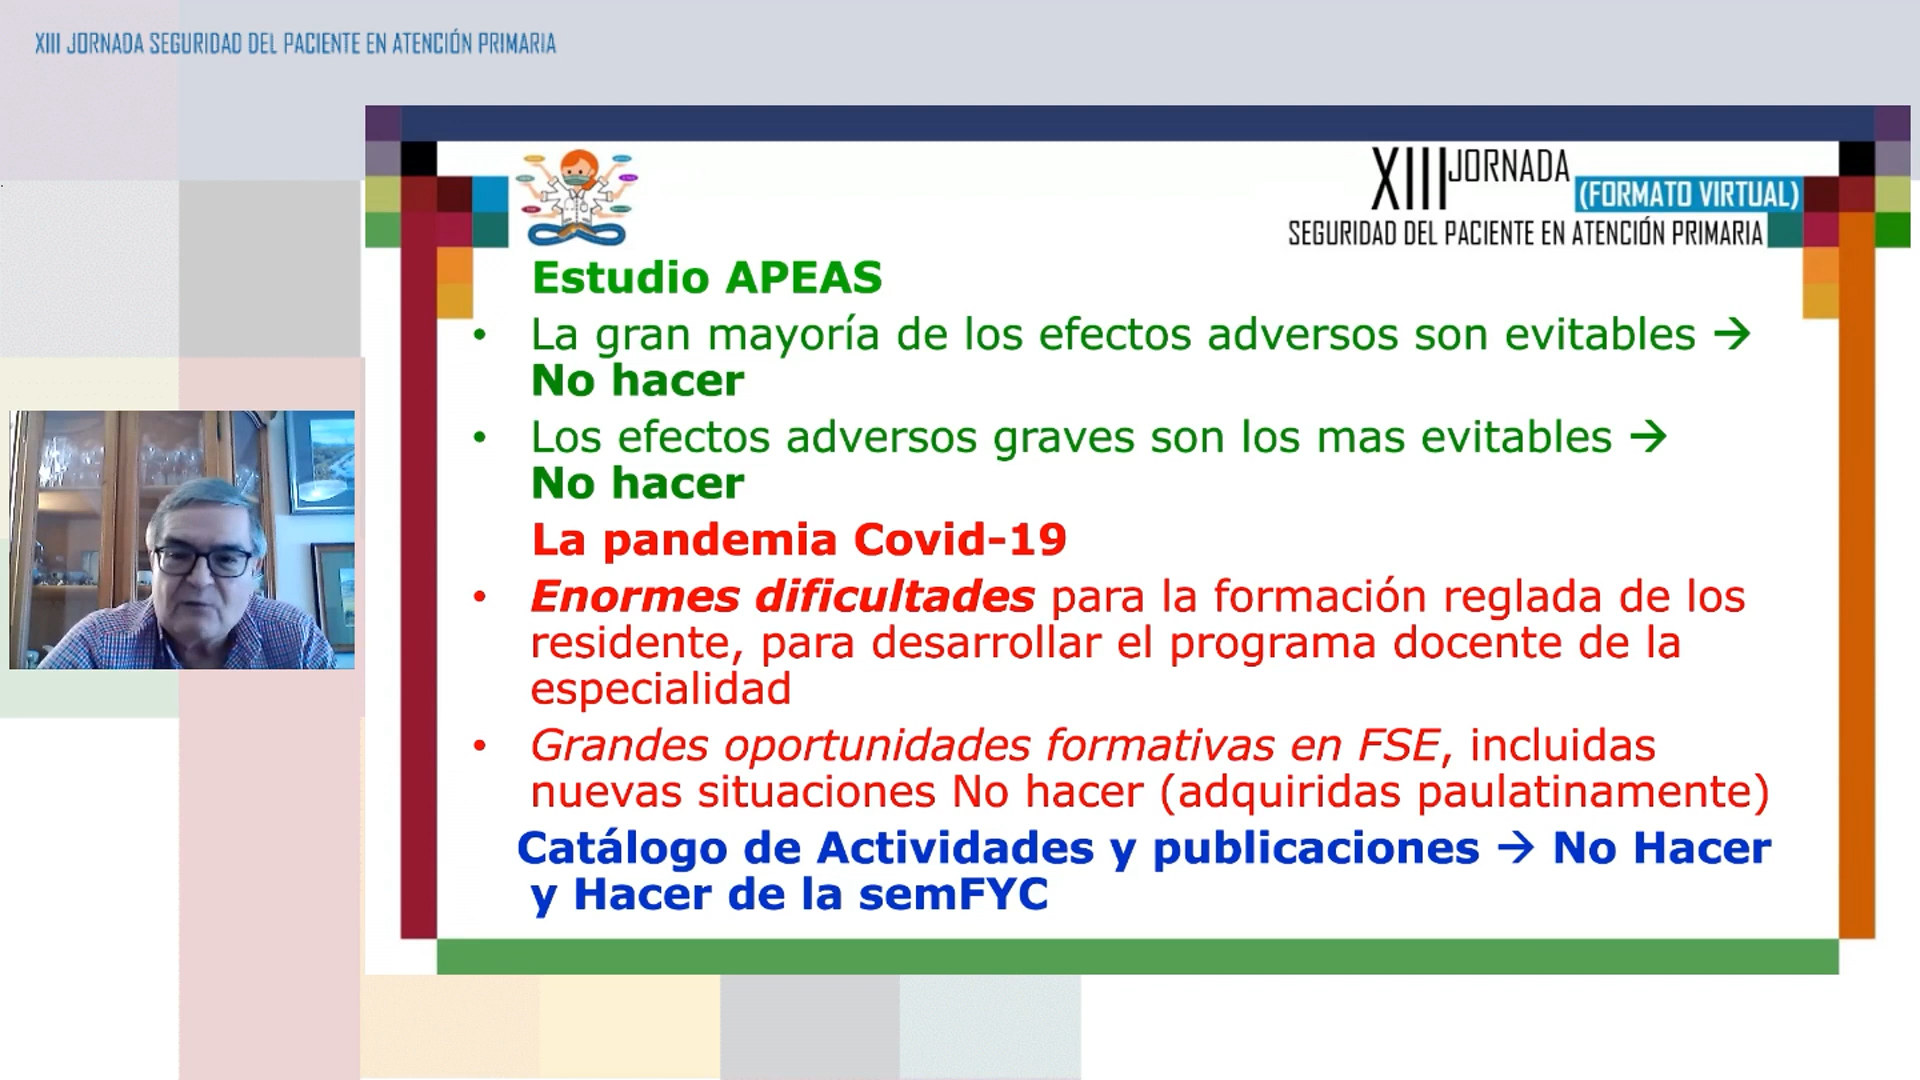 XIII JORNADA SEGURIDAD DEL PACIENTE EN ATENCIÓN PRIMARIA
XIII JORNADA
(FORMATO VIRTUAL)
SEGURIDAD DEL PACIENTE EN ATENCIÓN PRIMARIA
Estudio APEAS
• La gran mayoría de los efectos adversos son evitables →
No hacer
• Los efectos adversos graves son los mas evitables →
No hacer
La pandemia Covid-19
• Enormes dificultades para la formación reglada de los
residente, para desarrollar el programa docente de la
especialidad
• Grandes oportunidades formativas en FSE, incluidas
nuevas situaciones No hacer (adquiridas paulatinamente)
Catálogo de Actividades y publicaciones → No Hacer
y Hacer de la semFYC